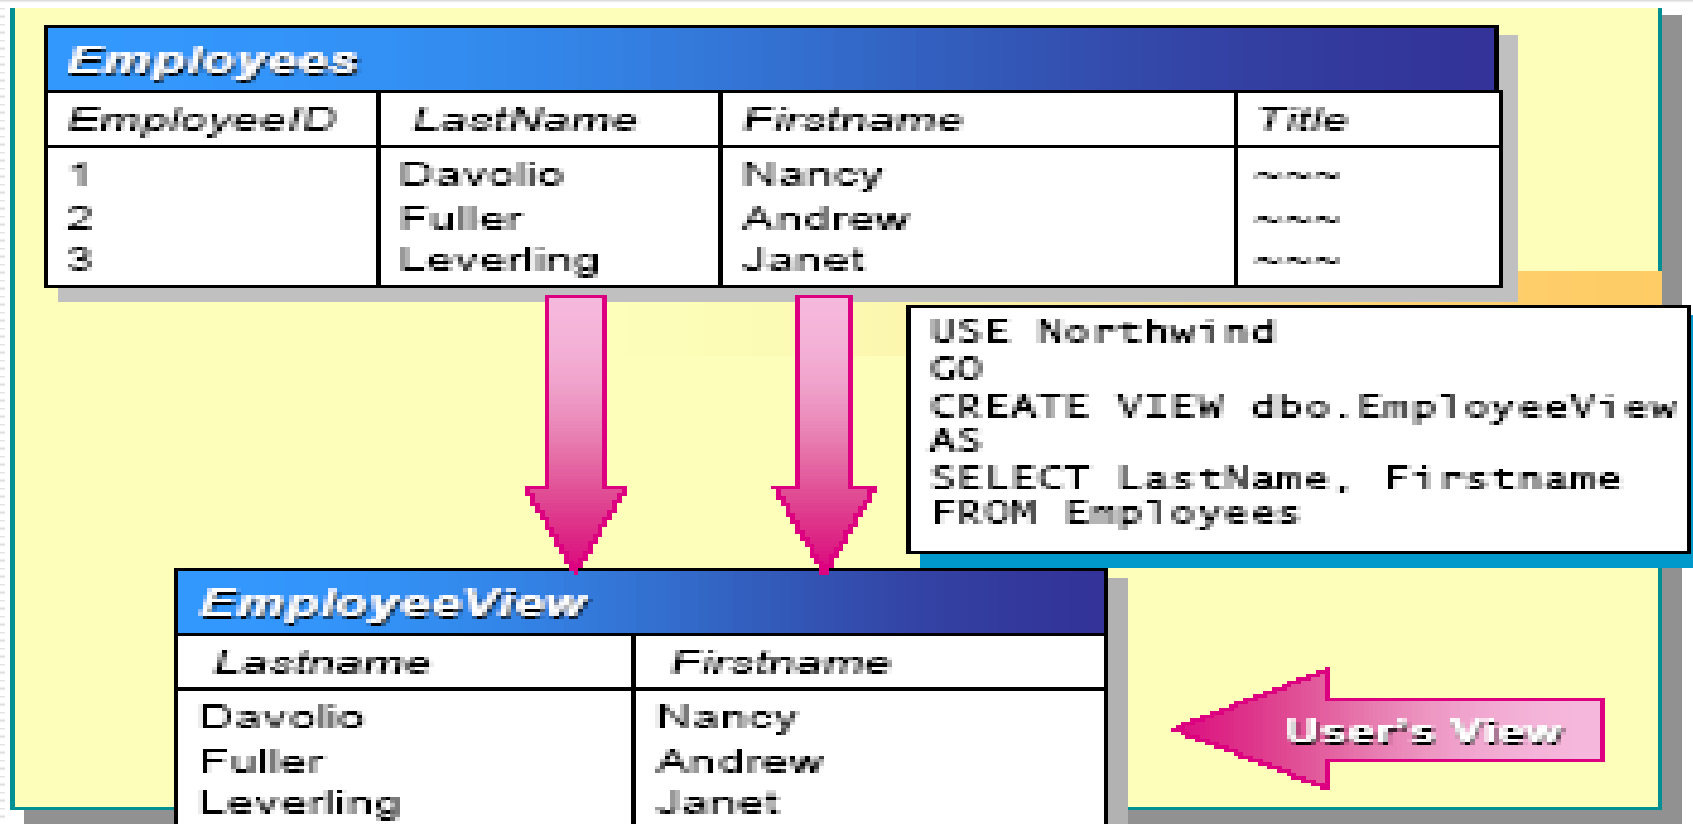 Employees
EmployeeID LastName Firstname Title
1 Davolio Nancy ~~~
2 Fuller Andrew ~~~
3 Leverling Janet ~~~
USE Northwind
GO
CREATE VIEW dbo.EmployeeView
AS
SELECT LastName, Firstname
FROM Employees
EmployeeView
Lastname Firstname
Davolio Nancy
Fuller Andrew
Leverling Janet
User's View